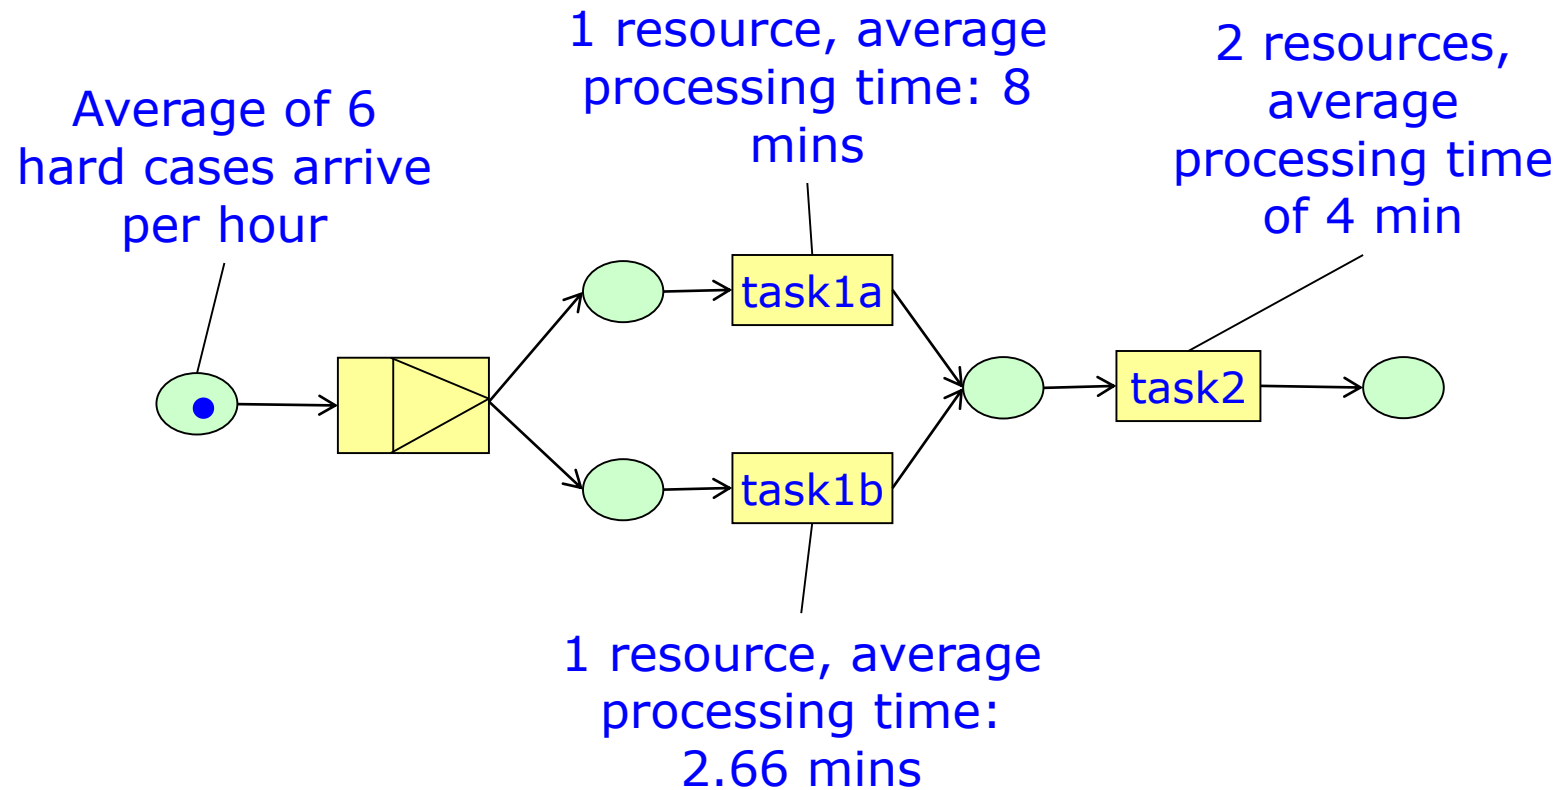 1 resource, average
processing time: 8
mins
2 resources,
average
processing time
of 4 min
Average of 6
hard cases arrive
per hour
task1a
task2
task1b
1 resource, average
processing time:
2.66 mins